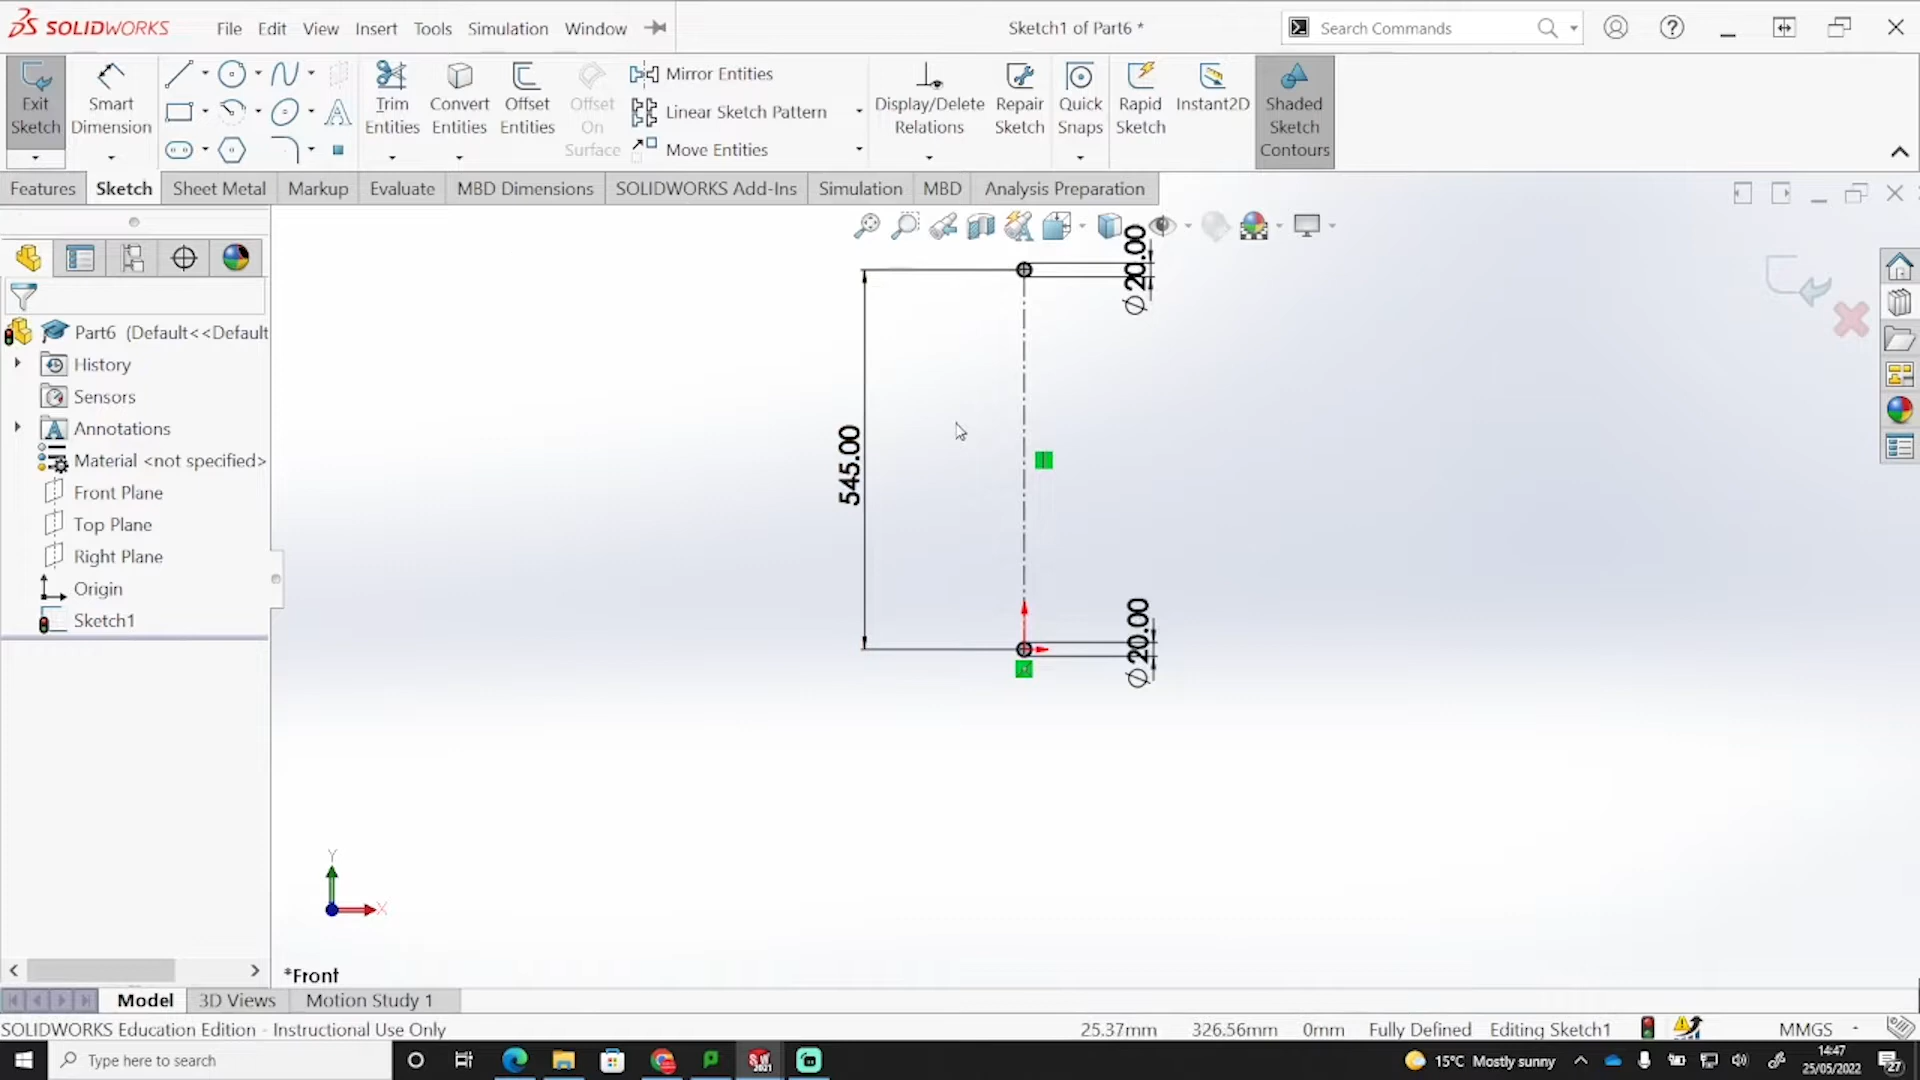 SOLIDWORKS File Edit View Insert Tools Simulation Window Sketch1 of Part6 * Search Commands
Exit Sketch
Smart Dimension
Trim Entities
Convert Entities
Offset Entities
Offset On Surface
Mirror Entities
Linear Sketch Pattern
Move Entities
Display/Delete Relations
Repair Sketch
Quick Snaps
Rapid Sketch
Instant2D
Shaded Sketch Contours
Features Sketch Sheet Metal Markup Evaluate MBD Dimensions SOLIDWORKS Add-Ins Simulation MBD Analysis Preparation
Part6 (Default<<Default
History
Sensors
Annotations
Material <not specified>
Front Plane
Top Plane
Right Plane
Origin
Sketch1
∅20.00
545.00
∅20.00
Y
X
*Front
Model 3D Views Motion Study 1
SOLIDWORKS Education Edition - Instructional Use Only 25.37mm 326.56mm 0mm Fully Defined Editing Sketch1 MMGS -
Type here to search 15°C Mostly sunny 14:47
25/05/2022
27
SW
2021